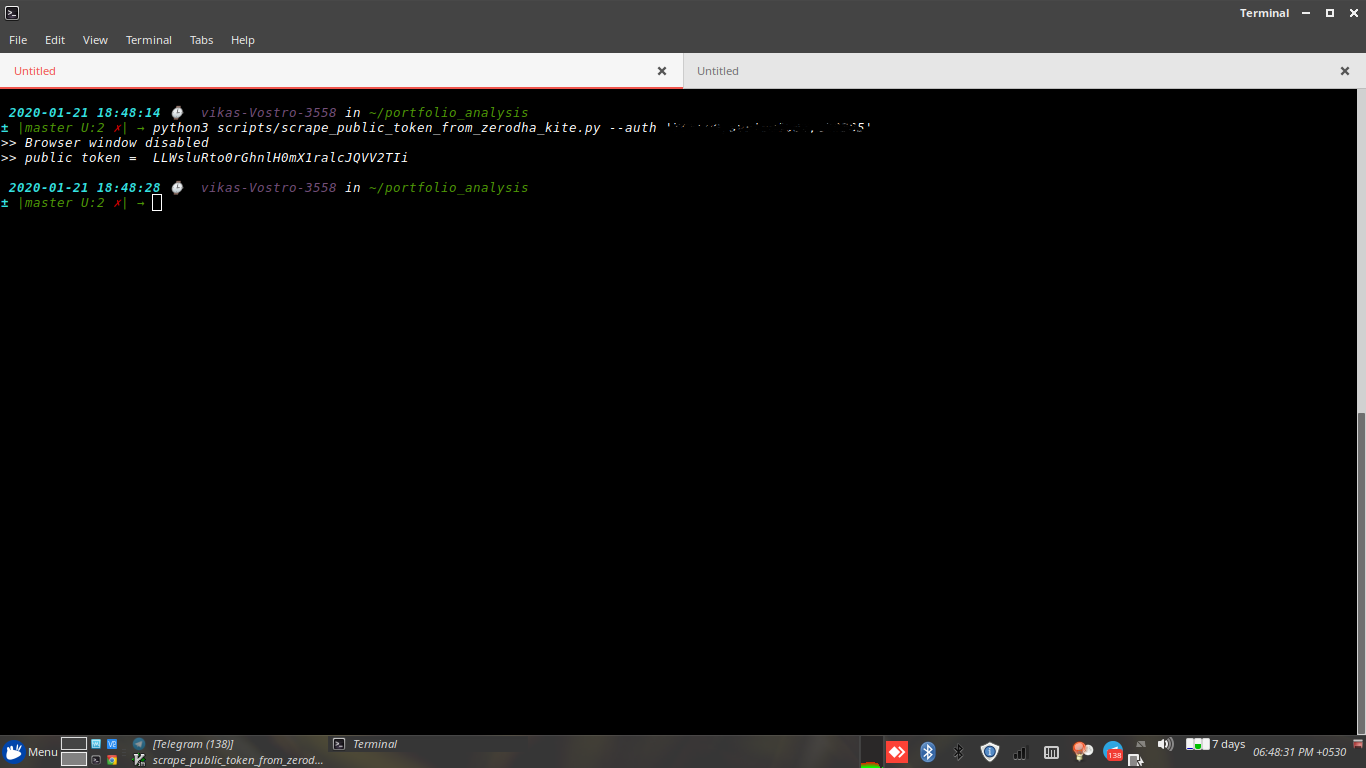 Terminal
File Edit View Terminal Tabs Help
Untitled
Untitled
2020-01-21 18:48:14 ⌚ vikas-Vostro-3558 in ~/portfolio_analysis
± |master U:2 ✗| → python3 scripts/scrape_public_token_from_zerodha_kite.py --auth '
>> Browser window disabled
>> public token = LLWsluRto0rGhnlH0mX1ralcJQVV2TIi
2020-01-21 18:48:28 ⌚ vikas-Vostro-3558 in ~/portfolio_analysis
± |master U:2 ✗| →
Menu
[Telegram (138)]
Terminal
scrape_public_token_from_zerod...
138
7 days
06:48:31 PM +0530